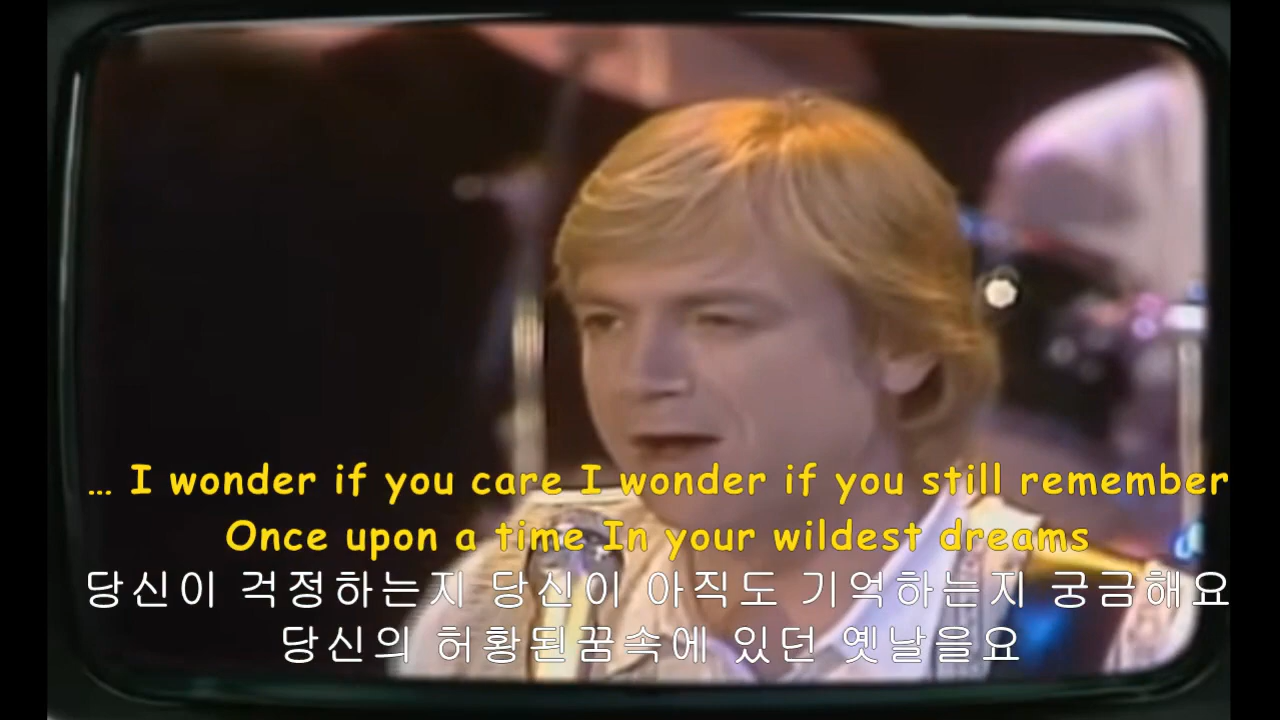 … I wonder if you care I wonder if you still remember
Once upon a time In your wildest dreams
당신이 걱정하는지 당신이 아직도 기억하는지 궁금해요
당신의 허황된꿈속에 있던 옛날을요